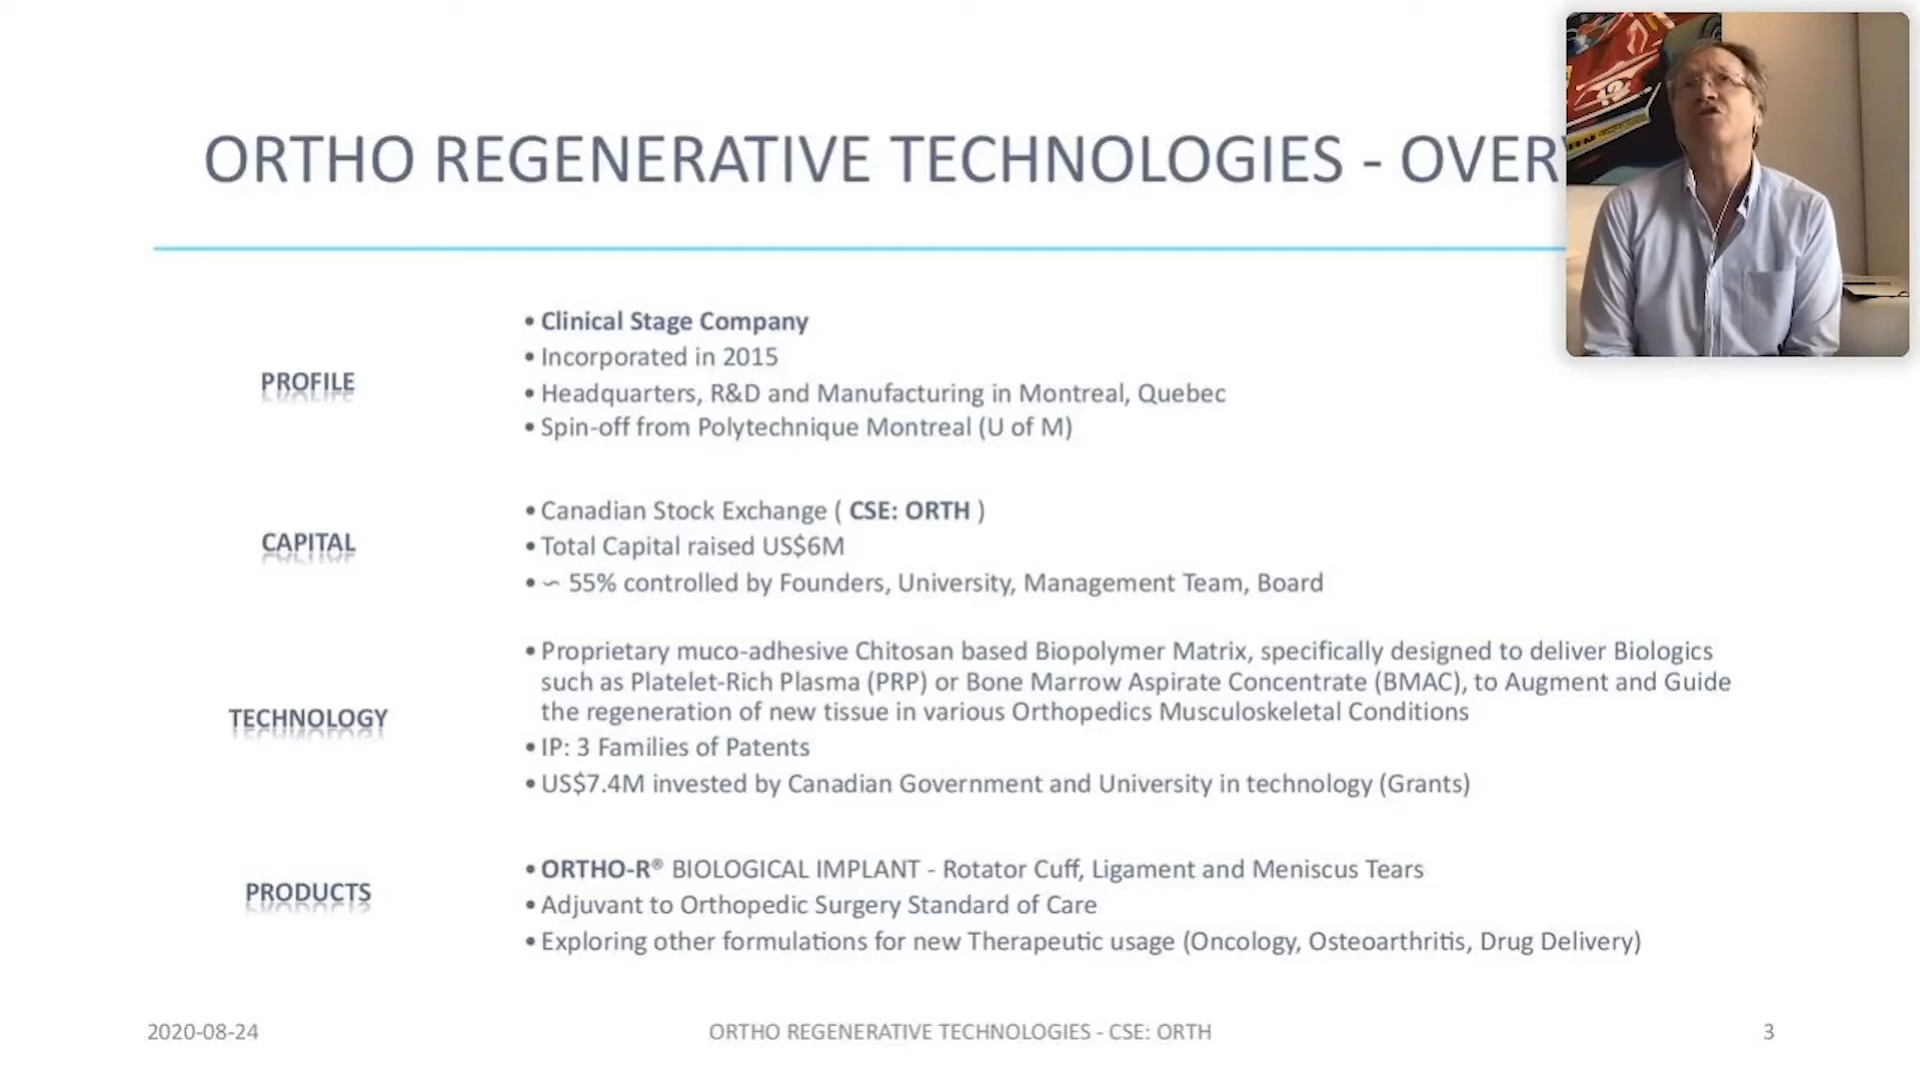 ORTHO REGENERATIVE TECHNOLOGIES - OVER
PROFILE
• Clinical Stage Company
• Incorporated in 2015
• Headquarters, R&D and Manufacturing in Montreal, Quebec
• Spin-off from Polytechnique Montreal (U of M)
CAPITAL
• Canadian Stock Exchange ( CSE: ORTH )
• Total Capital raised US$6M
• ∽ 55% controlled by Founders, University, Management Team, Board
TECHNOLOGY
• Proprietary muco-adhesive Chitosan based Biopolymer Matrix, specifically designed to deliver Biologics
such as Platelet-Rich Plasma (PRP) or Bone Marrow Aspirate Concentrate (BMAC), to Augment and Guide
the regeneration of new tissue in various Orthopedics Musculoskeletal Conditions
• IP: 3 Families of Patents
• US$7.4M invested by Canadian Government and University in technology (Grants)
PRODUCTS
• ORTHO-R® BIOLOGICAL IMPLANT - Rotator Cuff, Ligament and Meniscus Tears
• Adjuvant to Orthopedic Surgery Standard of Care
• Exploring other formulations for new Therapeutic usage (Oncology, Osteoarthritis, Drug Delivery)
2020-08-24
ORTHO REGENERATIVE TECHNOLOGIES - CSE: ORTH
3
12